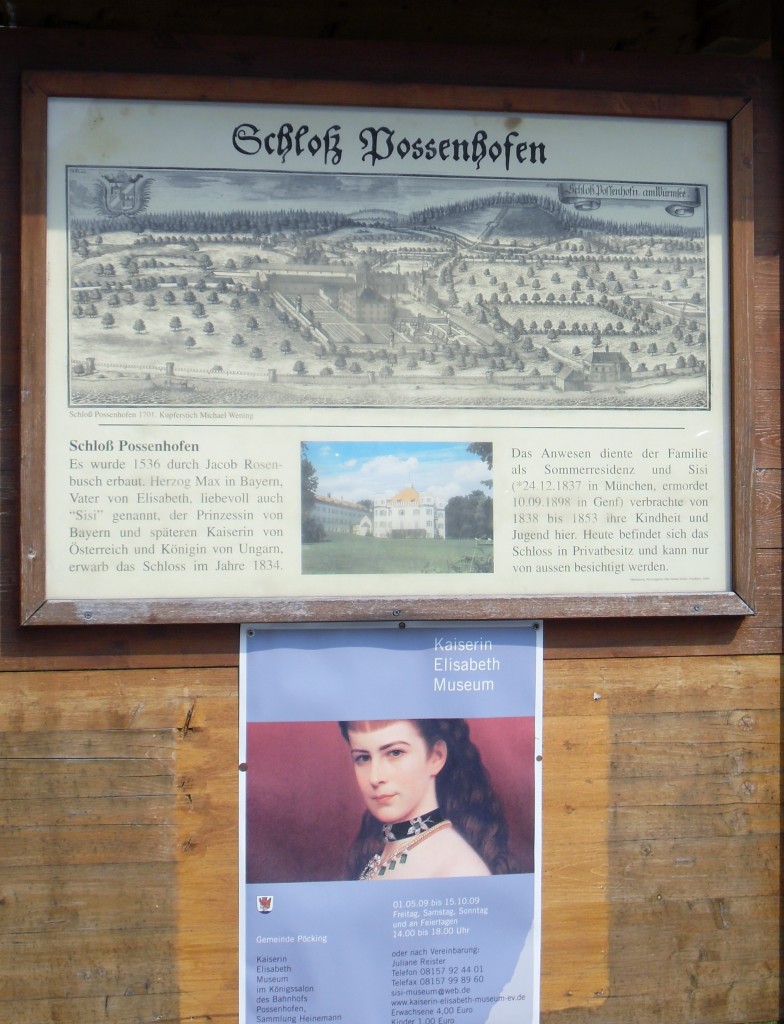 Schloß Possenhofen
Schloß Possenhofn. am Würmsee
Schloß Possenhofen 1701, Kupferstich Michael Wening
Schloß Possenhofen
Es wurde 1536 durch Jacob Rosen-
busch erbaut. Herzog Max in Bayern,
Vater von Elisabeth, liebevoll auch
“Sisi” genannt, der Prinzessin von
Bayern und späteren Kaiserin von
Österreich und Königin von Ungarn,
erwarb das Schloss im Jahre 1834.
Das Anwesen diente der Familie
als Sommerresidenz und Sisi
(*24.12.1837 in München, ermordet
10.09.1898 in Genf) verbrachte von
1838 bis 1853 ihre Kindheit und
Jugend hier. Heute befindet sich das
Schloss in Privatbesitz und kann nur
von aussen besichtigt werden.
Kaiserin
Elisabeth
Museum
Gemeinde Pöcking
Kaiserin
Elisabeth
Museum
im Königssalon
des Bahnhofs
Possenhofen,
Sammlung Heinemann
01.05.09 bis 15.10.09
Freitag, Samstag, Sonntag
und an Feiertagen
14.00 bis 18.00 Uhr
oder nach Vereinbarung:
Juliane Reister
Telefon 08157 92 44 01
Telefax 08157 99 89 60
sisi-museum@web.de
www.kaiserin-elisabeth-museum-ev.de
Erwachsene 4,00 Euro
Kinder 1,00 Euro